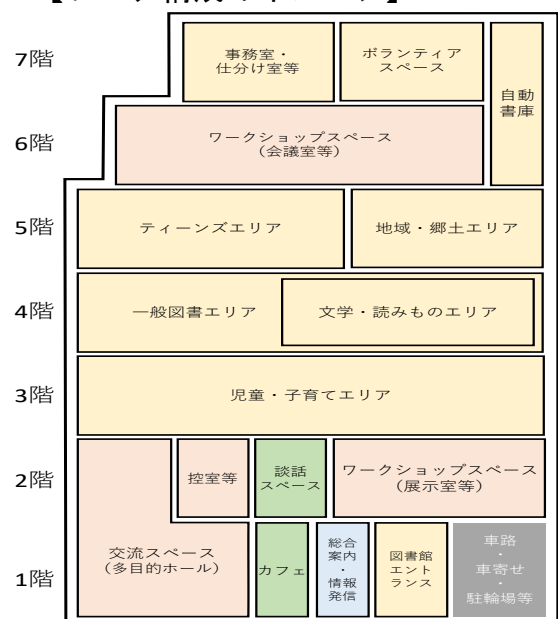 7階
事務室・
仕分け室等
ボランティア
スペース
自動
書庫
6階
ワークショップスペース
(会議室等)
5階
ティーンズエリア
地域・郷土エリア
4階
一般図書エリア
文学・読みものエリア
3階
児童・子育てエリア
2階
控室等
談話
スペース
ワークショップスペース
(展示室等)
1階
交流スペース
(多目的ホール)
カフェ
総合
案内
・
情報
発信
図書館
エント
ランス
車路
・
車寄せ
・
駐輪場等